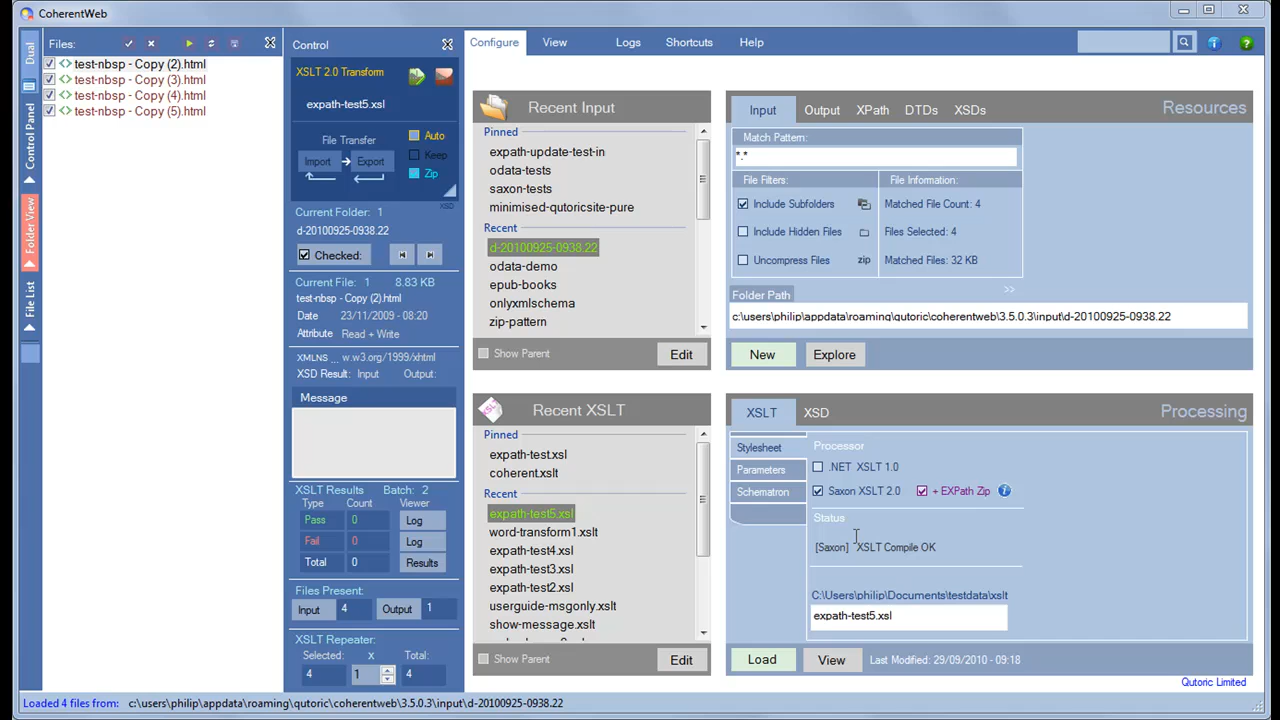 CoherentWeb
Dual
Control Panel
Folder View
File List
Files:
test-nbsp - Copy (2).html
test-nbsp - Copy (3).html
test-nbsp - Copy (4).html
test-nbsp - Copy (5).html
Control
XSLT 2.0 Transform
expath-test5.xsl
File Transfer
Import
Export
Auto
Keep
Zip
XSD
Current Folder: 1
d-20100925-0938.22
Checked:
Current File: 1 8.83 KB
test-nbsp - Copy (2).html
Date 23/11/2009 - 08:20
Attribute Read + Write
XMLNS ... w.w3.org/1999/xhtml
XSD Result: Input Output:
Message
XSLT Results Batch: 2
Type Count Viewer
Pass 0 Log
Fail 0 Log
Total 0 Results
Files Present:
Input 4 Output 1
XSLT Repeater:
Selected: x Total:
4 1 4
Configure View Logs Shortcuts Help
Recent Input
Pinned
expath-update-test-in
odata-tests
saxon-tests
minimised-qutoricsite-pure
Recent
d-20100925-0938.22
odata-demo
epub-books
onlyxmlschema
zip-pattern
Show Parent
Edit
Input Output XPath DTDs XSDs Resources
Match Pattern:
*.*
File Filters:
Include Subfolders
Include Hidden Files
Uncompress Files zip
File Information:
Matched File Count: 4
Files Selected: 4
Matched Files: 32 KB
>>
Folder Path
c:\users\philip\appdata\roaming\qutoric\coherentweb\3.5.0.3\input\d-20100925-0938.22
New Explore
Recent XSLT
Pinned
expath-test.xsl
coherent.xslt
Recent
expath-test5.xsl
word-transform1.xslt
expath-test4.xsl
expath-test3.xsl
expath-test2.xsl
userguide-msgonly.xslt
show-message.xslt
Show Parent
Edit
XSLT XSD Processing
Stylesheet
Parameters
Schematron
Processor
.NET XSLT 1.0
Saxon XSLT 2.0 + EXPath Zip
Status
[Saxon] XSLT Compile OK
C:\Users\philip\Documents\testdata\xslt
expath-test5.xsl
Load View Last Modified: 29/09/2010 - 09:18
Qutoric Limited
Loaded 4 files from: c:\users\philip\appdata\roaming\qutoric\coherentweb\3.5.0.3\input\d-20100925-0938.22